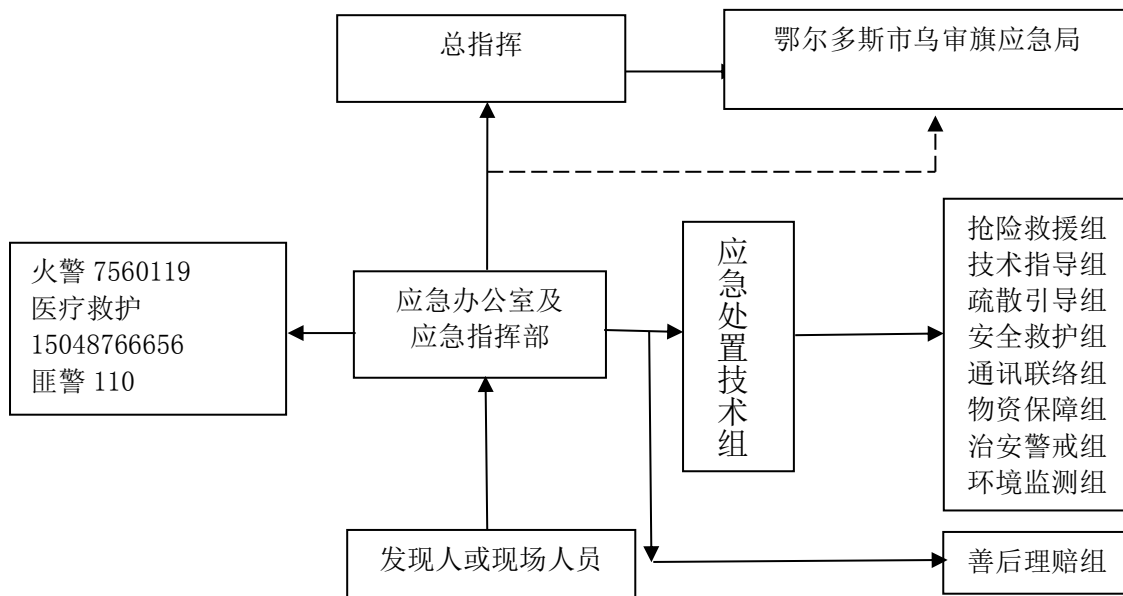 总指挥
鄂尔多斯市乌审旗应急局
火警 7560119
医疗救护
15048766656
匪警 110
应急办公室及
应急指挥部
应急处置技术组
抢险救援组
技术指导组
疏散引导组
安全救护组
通讯联络组
物资保障组
治安警戒组
环境监测组
发现人或现场人员
善后理赔组